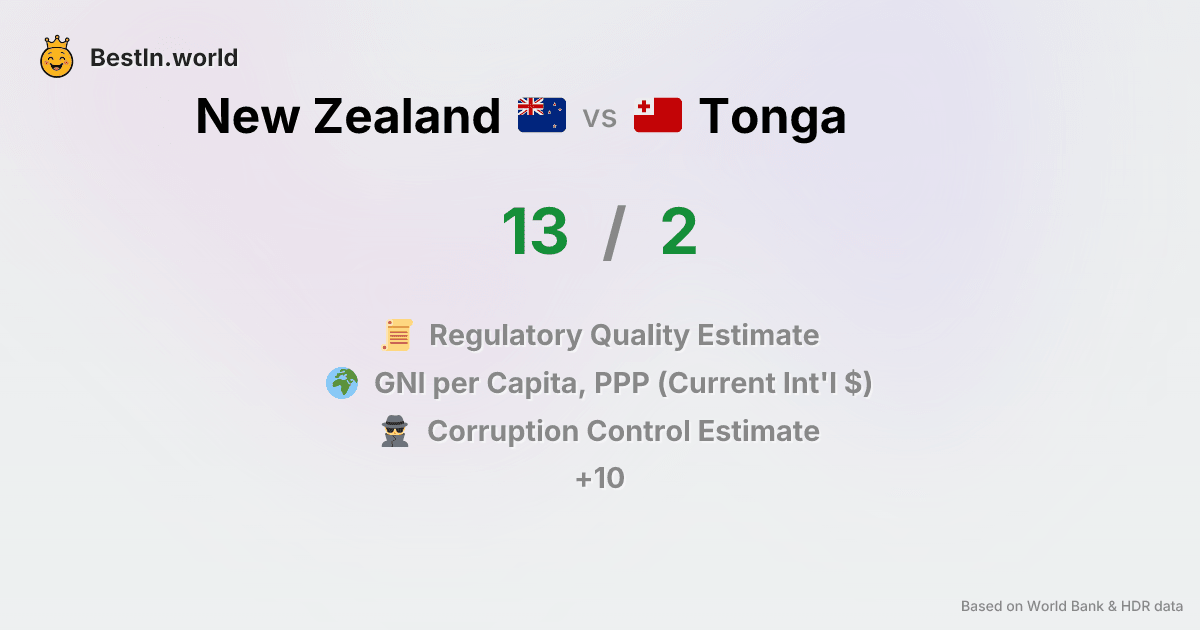 BestIn.world
New Zealand vs Tonga
13 / 2
Regulatory Quality Estimate
GNI per Capita, PPP (Current Int'l $)
Corruption Control Estimate
+10
Based on World Bank & HDR data